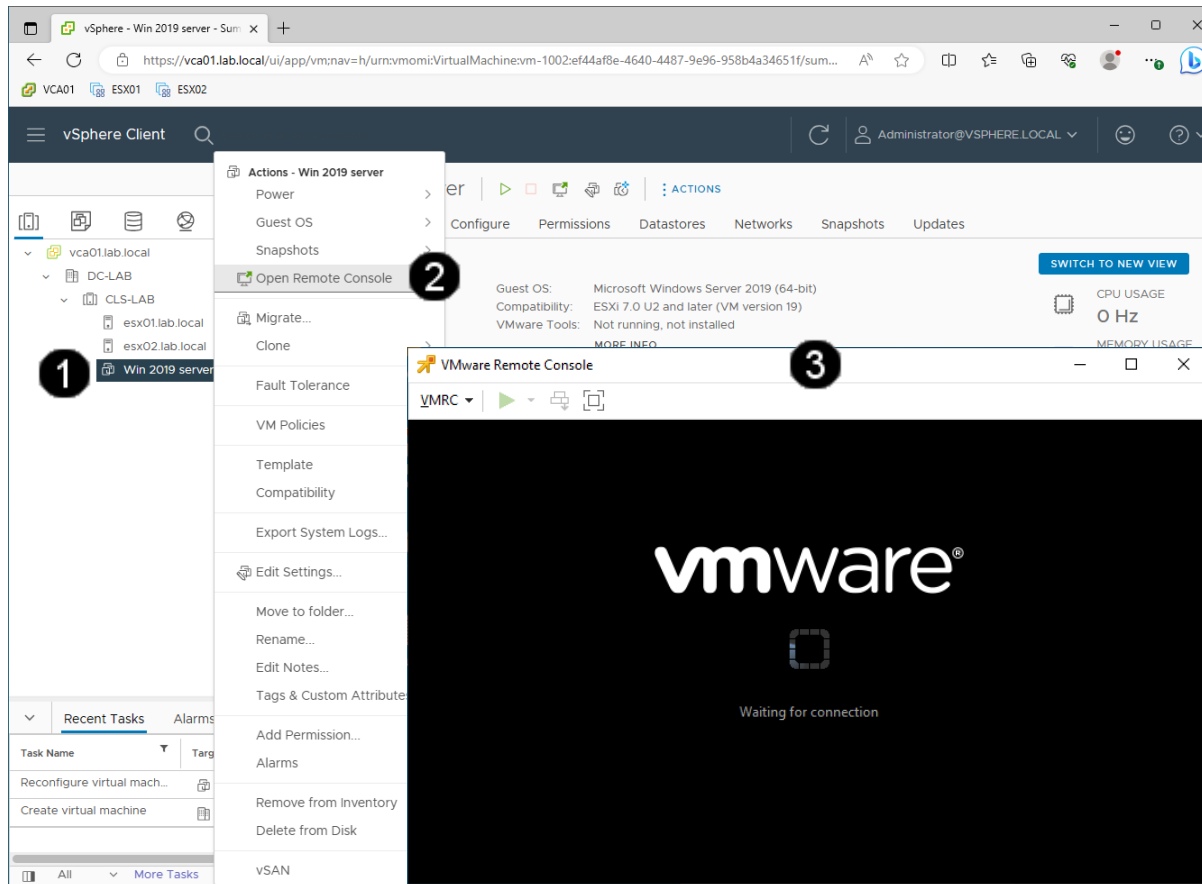 vSphere - Win 2019 server - Sum
https://vca01.lab.local/ui/app/vm;nav=h/urn:vmomi:VirtualMachine:vm-1002:ef44af8e-4640-4487-9e96-958b4a34651f/sum...
VCA01 ESX01 ESX02
vSphere Client
Administrator@VSPHERE.LOCAL
Actions - Win 2019 server
Power
Guest OS
Snapshots
Open Remote Console
2
Migrate...
Clone
Fault Tolerance
VM Policies
Template
Compatibility
Export System Logs...
Edit Settings...
Move to folder...
Rename...
Edit Notes...
Tags & Custom Attributes
Add Permission...
Alarms
Remove from Inventory
Delete from Disk
vSAN
er
ACTIONS
Configure Permissions Datastores Networks Snapshots Updates
vca01.lab.local
DC-LAB
CLS-LAB
esx01.lab.local
esx02.lab.local
1
Win 2019 server
SWITCH TO NEW VIEW
Guest OS: Microsoft Windows Server 2019 (64-bit)
Compatibility: ESXi 7.0 U2 and later (VM version 19)
VMware Tools: Not running, not installed
MORE INFO
CPU USAGE
0 Hz
MEMORY USAGE
VMware Remote Console
3
VMRC
vmware®
Waiting for connection
Recent Tasks Alarms
Task Name Targ
Reconfigure virtual mach...
Create virtual machine
All More Tasks